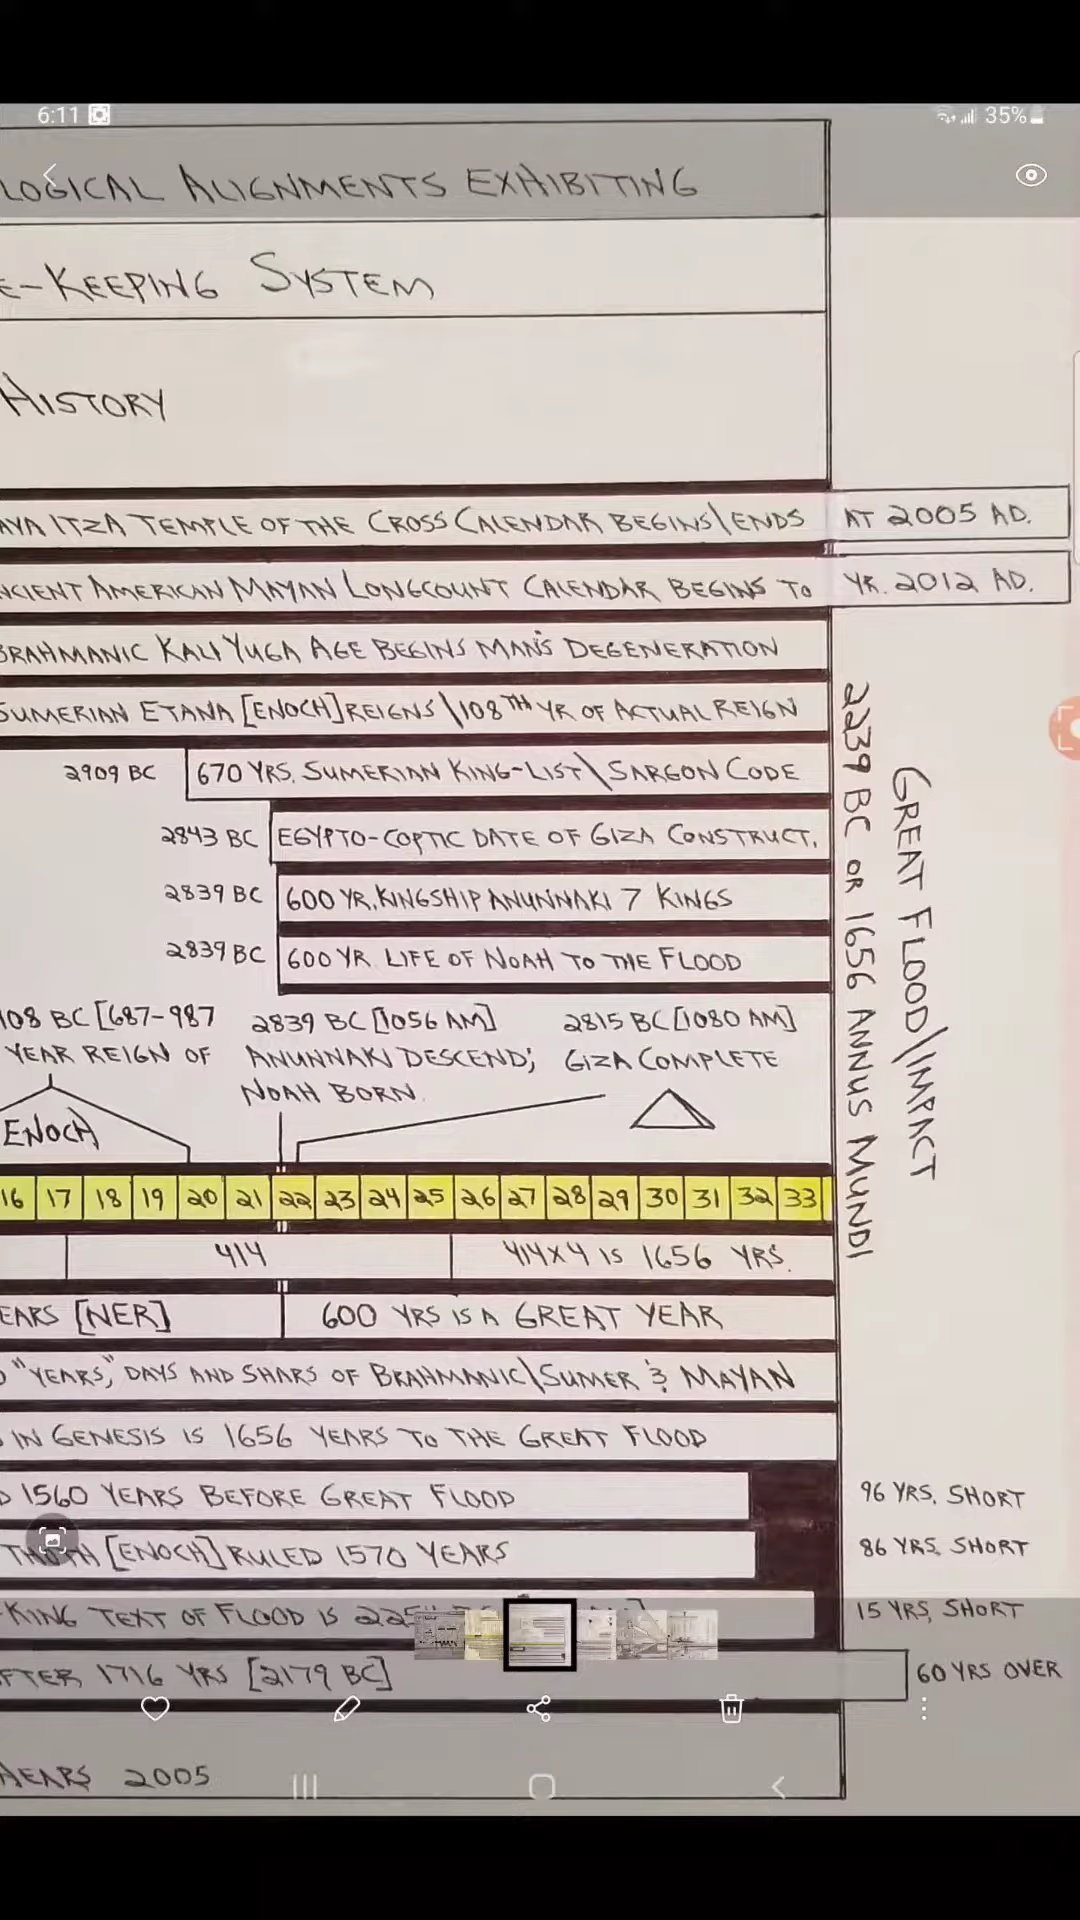 6:11
35%
LOGICAL ALIGNMENTS EXHIBITING
E-KEEPING SYSTEM
HISTORY
AYA ITZA TEMPLE OF THE CROSS CALENDAR BEGINS\ENDS AT 2005 AD.
NCIENT AMERICAN MAYAN LONGCOUNT CALENDAR BEGINS TO YR. 2012 AD.
BRAHMANIC KALI YUGA AGE BEGINS MAN'S DEGENERATION
SUMERIAN ETANA [ENOCH] REIGNS\108TH YR OF ACTUAL REIGN
2909 BC 670 YRS. SUMERIAN KING-LIST\SARGON CODE
2843 BC EGYPTO-COPTIC DATE OF GIZA CONSTRUCT.
2839 BC 600 YR. KINGSHIP ANUNNAKI 7 KINGS
2839 BC 600 YR LIFE OF NOAH TO THE FLOOD
GREAT FLOOD\IMPACT
2239 BC OR 1656 ANNUS MUNDI
108 BC [687-987
YEAR REIGN OF
ENOCH
2839 BC [1056 AM]
ANUNNAKI DESCEND;
NOAH BORN.
2815 BC [1080 AM]
GIZA COMPLETE
16 17 18 19 20 21 22 23 24 25 26 27 28 29 30 31 32 33
414 414x4 IS 1656 YRS.
EARS [NER] 600 YRS IS A GREAT YEAR
"YEARS," DAYS AND SHARS OF BRAHMANIC\SUMER & MAYAN
IN GENESIS IS 1656 YEARS TO THE GREAT FLOOD
D 1560 YEARS BEFORE GREAT FLOOD 96 YRS. SHORT
THOTH [ENOCH] RULED 1570 YEARS 86 YRS. SHORT
KING TEXT OF FLOOD IS 15 YRS. SHORT
FTER 1716 YRS [2179 BC] 60 YRS OVER
AEARS 2005